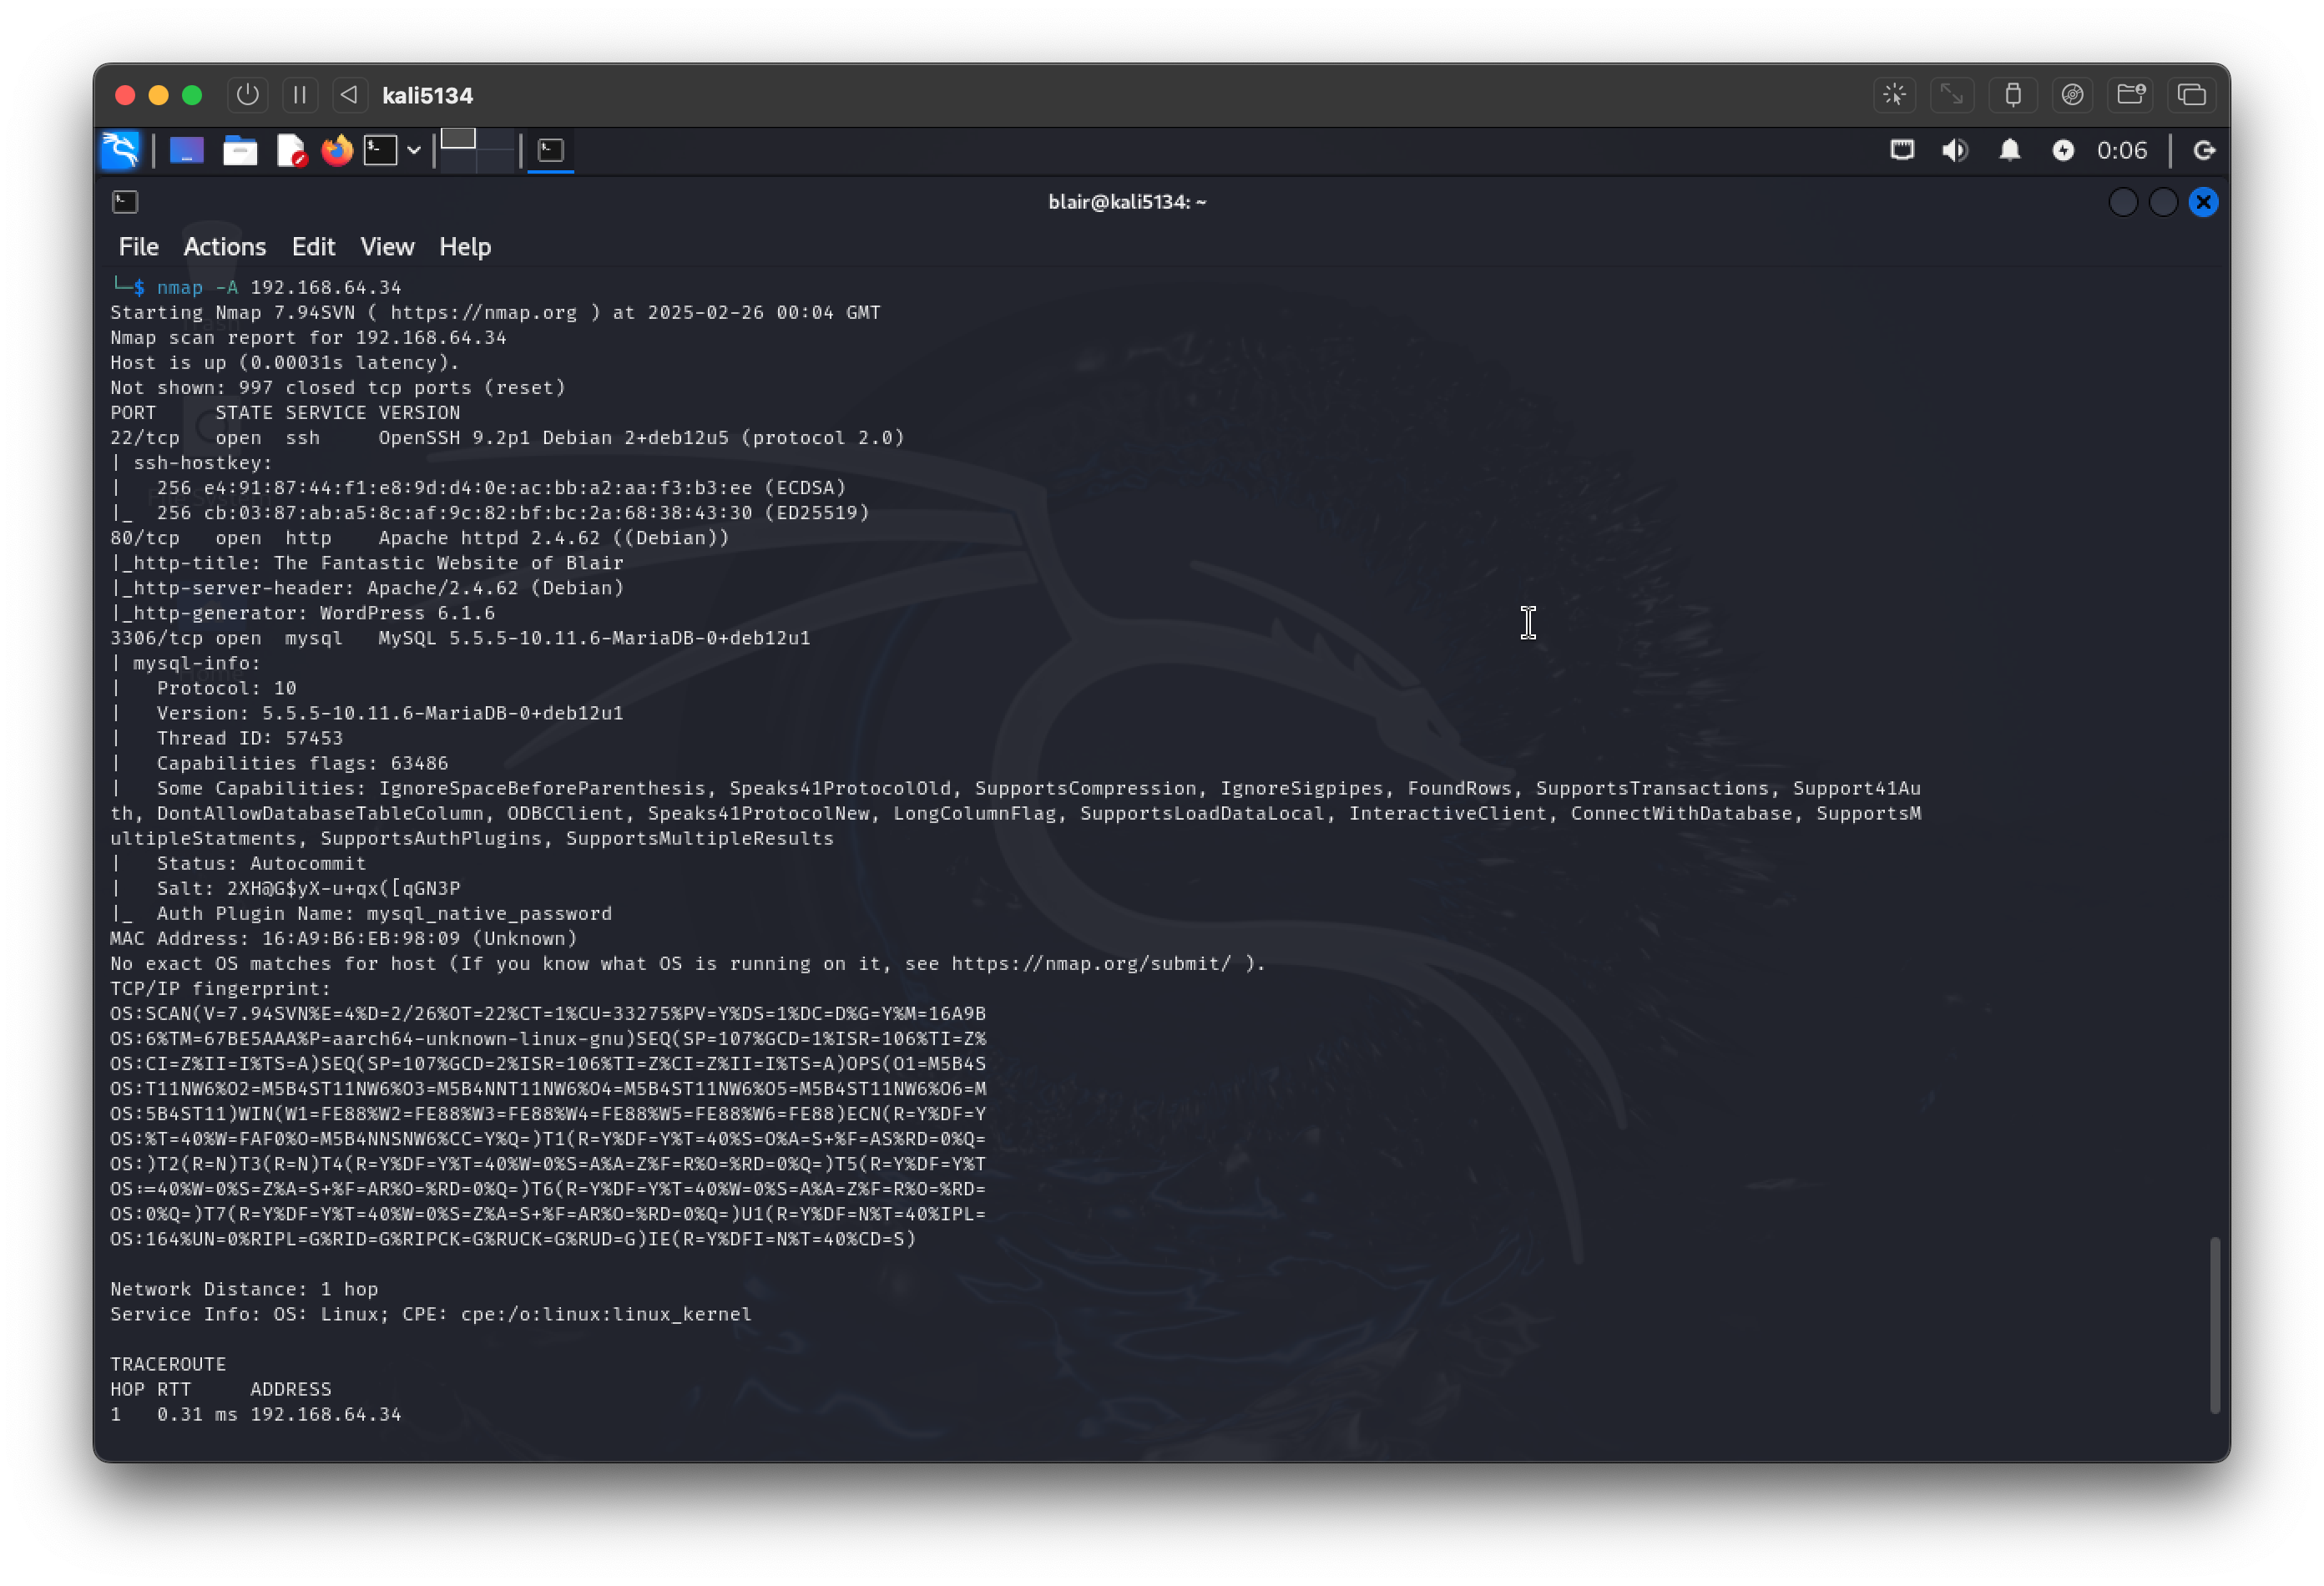 kali5134
0:06
blair@kali5134: ~
File Actions Edit View Help
└─$ nmap -A 192.168.64.34
Starting Nmap 7.94SVN ( https://nmap.org ) at 2025-02-26 00:04 GMT
Nmap scan report for 192.168.64.34
Host is up (0.00031s latency).
Not shown: 997 closed tcp ports (reset)
PORT     STATE SERVICE VERSION
22/tcp   open  ssh     OpenSSH 9.2p1 Debian 2+deb12u5 (protocol 2.0)
| ssh-hostkey:
|   256 e4:91:87:44:f1:e8:9d:d4:0e:ac:bb:a2:aa:f3:b3:ee (ECDSA)
|_  256 cb:03:87:ab:a5:8c:af:9c:82:bf:bc:2a:68:38:43:30 (ED25519)
80/tcp   open  http    Apache httpd 2.4.62 ((Debian))
|_http-title: The Fantastic Website of Blair
|_http-server-header: Apache/2.4.62 (Debian)
|_http-generator: WordPress 6.1.6
3306/tcp open  mysql   MySQL 5.5.5-10.11.6-MariaDB-0+deb12u1
| mysql-info:
|   Protocol: 10
|   Version: 5.5.5-10.11.6-MariaDB-0+deb12u1
|   Thread ID: 57453
|   Capabilities flags: 63486
|   Some Capabilities: IgnoreSpaceBeforeParenthesis, Speaks41ProtocolOld, SupportsCompression, IgnoreSigpipes, FoundRows, SupportsTransactions, Support41Au
th, DontAllowDatabaseTableColumn, ODBCClient, Speaks41ProtocolNew, LongColumnFlag, SupportsLoadDataLocal, InteractiveClient, ConnectWithDatabase, SupportsM
ultipleStatments, SupportsAuthPlugins, SupportsMultipleResults
|   Status: Autocommit
|   Salt: 2XH@G$yX-u+qx([qGN3P
|_  Auth Plugin Name: mysql_native_password
MAC Address: 16:A9:B6:EB:98:09 (Unknown)
No exact OS matches for host (If you know what OS is running on it, see https://nmap.org/submit/ ).
TCP/IP fingerprint:
OS:SCAN(V=7.94SVN%E=4%D=2/26%OT=22%CT=1%CU=33275%PV=Y%DS=1%DC=D%G=Y%M=16A9B
OS:6%TM=67BE5AAA%P=aarch64-unknown-linux-gnu)SEQ(SP=107%GCD=1%ISR=106%TI=Z%
OS:CI=Z%II=I%TS=A)SEQ(SP=107%GCD=2%ISR=106%TI=Z%CI=Z%II=I%TS=A)OPS(O1=M5B4S
OS:T11NW6%O2=M5B4ST11NW6%O3=M5B4NNT11NW6%O4=M5B4ST11NW6%O5=M5B4ST11NW6%O6=M
OS:5B4ST11)WIN(W1=FE88%W2=FE88%W3=FE88%W4=FE88%W5=FE88%W6=FE88)ECN(R=Y%DF=Y
OS:%T=40%W=FAF0%O=M5B4NNSNW6%CC=Y%Q=)T1(R=Y%DF=Y%T=40%S=O%A=S+%F=AS%RD=0%Q=
OS:)T2(R=N)T3(R=N)T4(R=Y%DF=Y%T=40%W=0%S=A%A=Z%F=R%O=%RD=0%Q=)T5(R=Y%DF=Y%T
OS:=40%W=0%S=Z%A=S+%F=AR%O=%RD=0%Q=)T6(R=Y%DF=Y%T=40%W=0%S=A%A=Z%F=R%O=%RD=
OS:0%Q=)T7(R=Y%DF=Y%T=40%W=0%S=Z%A=S+%F=AR%O=%RD=0%Q=)U1(R=Y%DF=N%T=40%IPL=
OS:164%UN=0%RIPL=G%RID=G%RIPCK=G%RUCK=G%RUD=G)IE(R=Y%DFI=N%T=40%CD=S)
Network Distance: 1 hop
Service Info: OS: Linux; CPE: cpe:/o:linux:linux_kernel
TRACEROUTE
HOP RTT     ADDRESS
1   0.31 ms 192.168.64.34